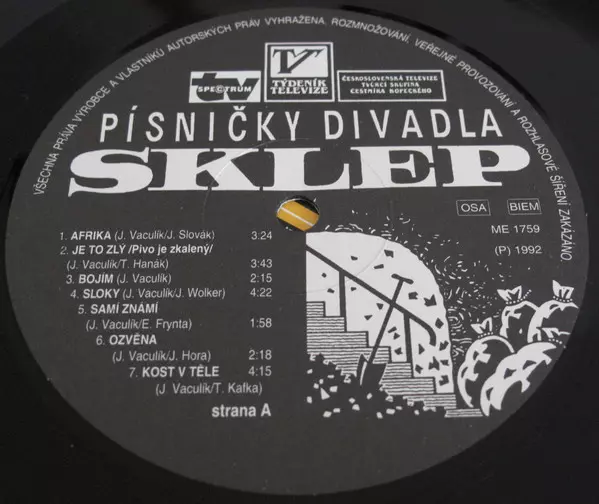 VŠECHNA PRÁVA VÝROBCE A VLASTNÍKŮ AUTORSKÝCH PRÁV VYHRAŽENA. ROZMNOŽOVÁNÍ, VEŘEJNÉ PROVOZOVÁNÍ A ROZHLASOVÉ ŠÍŘENÍ ZAKÁZÁNO.
tv
SPECTRUM
TV
TÝDENÍK
TELEVIZE
ČESKOSLOVENSKÁ TELEVIZE
TVŮRČÍ SKUPINA
ČESTMÍRA KOPECKÉHO
PÍSNIČKY DIVADLA
SKLEP
OSA BIEM
ME 1759
(P) 1992
1. AFRIKA (J. Vaculík/J. Slovák) 3:24
2. JE TO ZLÝ /Pivo je zkalený/
(J. Vaculík/T. Hanák) 3:43
3. BOJÍM (J. Vaculík) 2:15
4. SLOKY (J. Vaculík/J. Wolker) 4:22
5. SAMÍ ZNÁMÍ
(J. Vaculík/E. Frynta) 1:58
6. OZVĚNA
(J. Vaculík/J. Hora) 2:18
7. KOST V TĚLE 4:15
(J. Vaculík/T. Kafka)
strana A